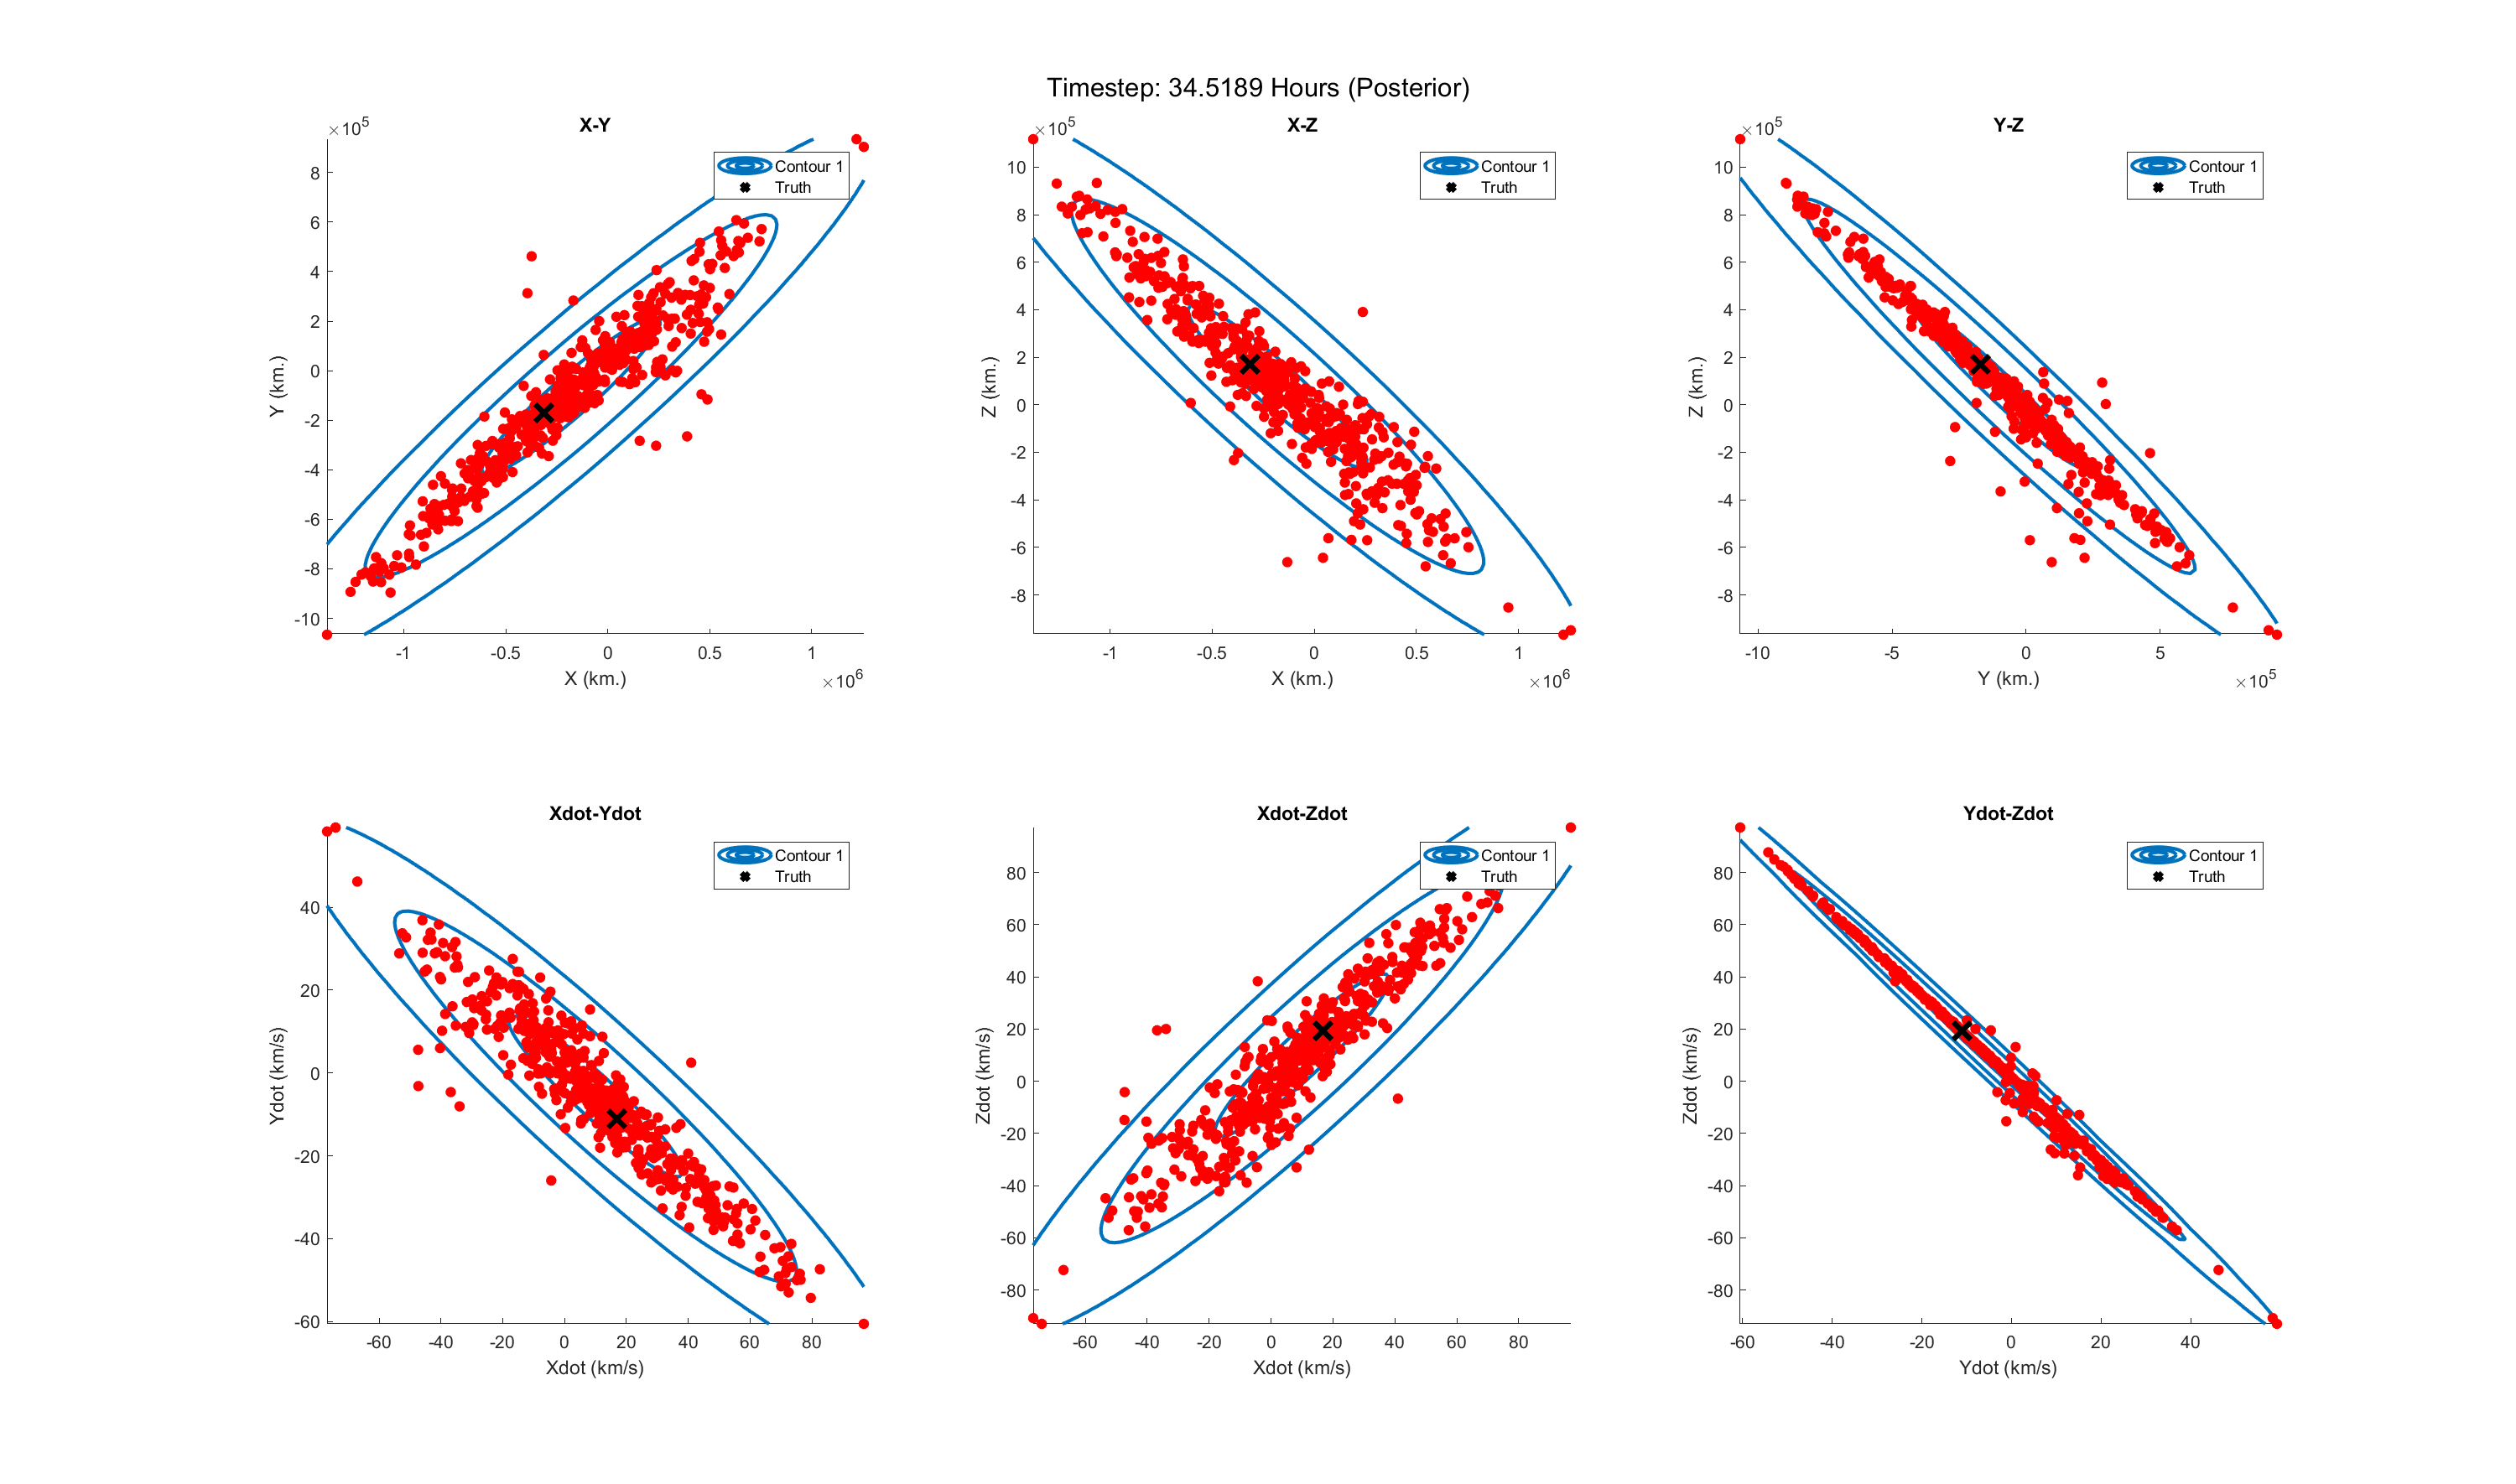 Timestep: 34.5189 Hours (Posterior)
X-Y
×10^5
Contour 1
Truth
8
6
4
2
0
-2
-4
-6
-8
-10
Y (km.)
-1 -0.5 0 0.5 1
X (km.)
×10^6
X-Z
×10^5
Contour 1
Truth
10
8
6
4
2
0
-2
-4
-6
-8
Z (km.)
-1 -0.5 0 0.5 1
X (km.)
×10^6
Y-Z
×10^5
Contour 1
Truth
10
8
6
4
2
0
-2
-4
-6
-8
Z (km.)
-10 -5 0 5
Y (km.)
×10^5
Xdot-Ydot
Contour 1
Truth
40
20
0
-20
-40
-60
Ydot (km/s)
-60 -40 -20 0 20 40 60 80
Xdot (km/s)
Xdot-Zdot
Contour 1
Truth
80
60
40
20
0
-20
-40
-60
-80
Zdot (km/s)
-60 -40 -20 0 20 40 60 80
Xdot (km/s)
Ydot-Zdot
Contour 1
Truth
80
60
40
20
0
-20
-40
-60
-80
Zdot (km/s)
-60 -40 -20 0 20 40
Ydot (km/s)